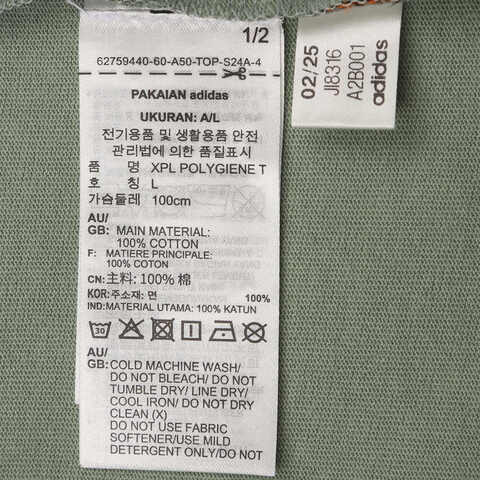 1/2
62759440-60-A50-TOP-S24A-4
PAKAIAN adidas
UKURAN: A/L
전기용품 및 생활용품 안전
관리법에 의한 품질표시
품 명 XPL POLYGIENE T
호 칭 L
가슴둘레 100cm
AU/
GB: MAIN MATERIAL:
100% COTTON
F: MATIERE PRINCIPALE:
100% COTON
CN: 主料: 100% 棉
KOR: 주소재: 면 100%
IND: MATERIAL UTAMA: 100% KATUN
30
AU/
GB: COLD MACHINE WASH/
DO NOT BLEACH/ DO NOT
TUMBLE DRY/ LINE DRY/
COOL IRON/ DO NOT DRY
CLEAN (X)
DO NOT USE FABRIC
SOFTENER/USE MILD
DETERGENT ONLY/DO NOT
02/25
JI8316
A2B001
adidas